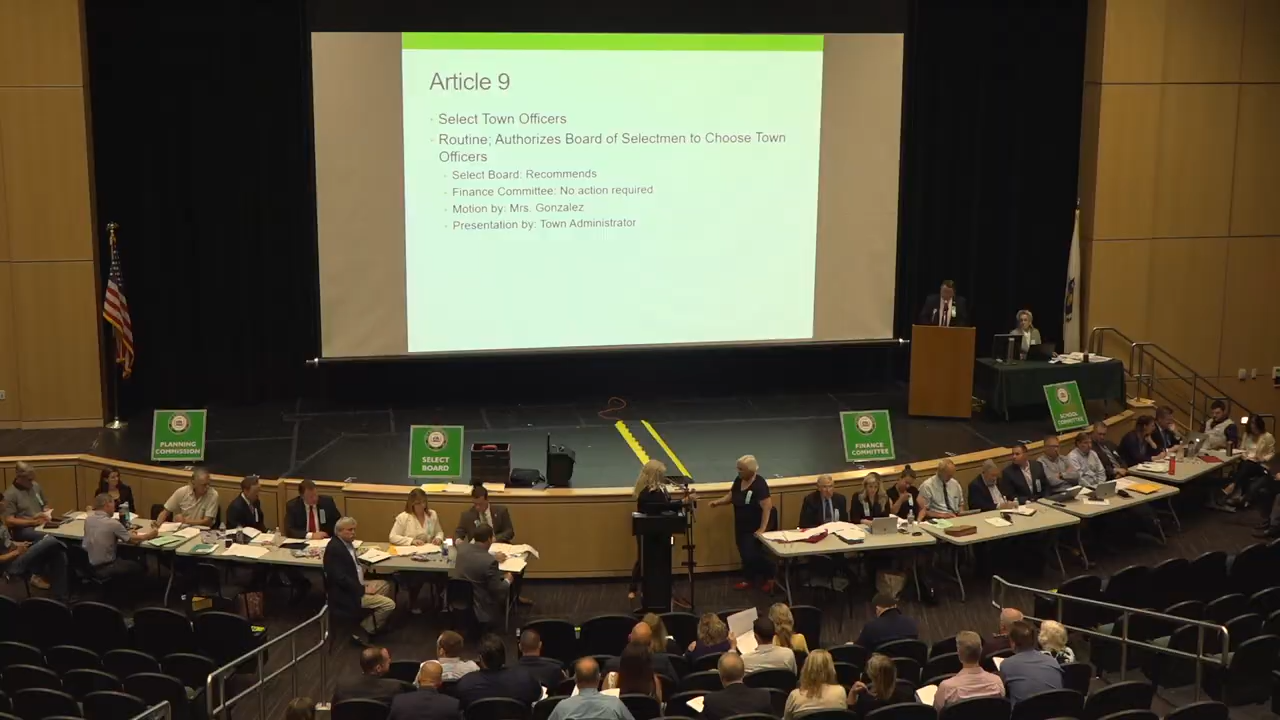 Article 9
Select Town Officers
Routine; Authorizes Board of Selectmen to Choose Town
Officers
Select Board: Recommends
Finance Committee: No action required
Motion by: Mrs. Gonzalez
Presentation by: Town Administrator
PLANNING
COMMISSION
SELECT
BOARD
FINANCE
COMMITTEE
SCHOOL
COMMITTEE